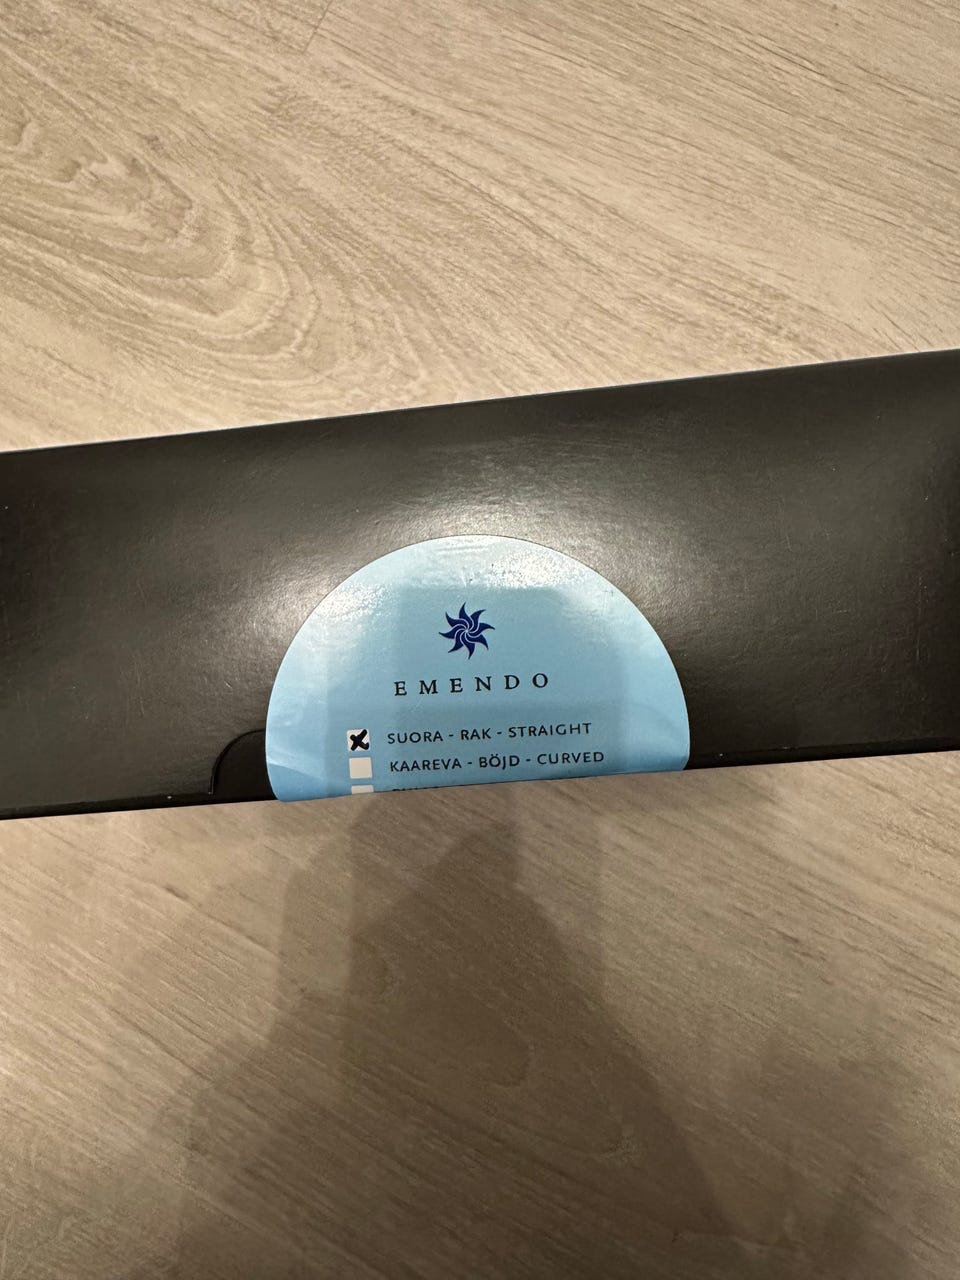 EMENDO
SUORA - RAK - STRAIGHT
KAAREVA - BÖJD - CURVED